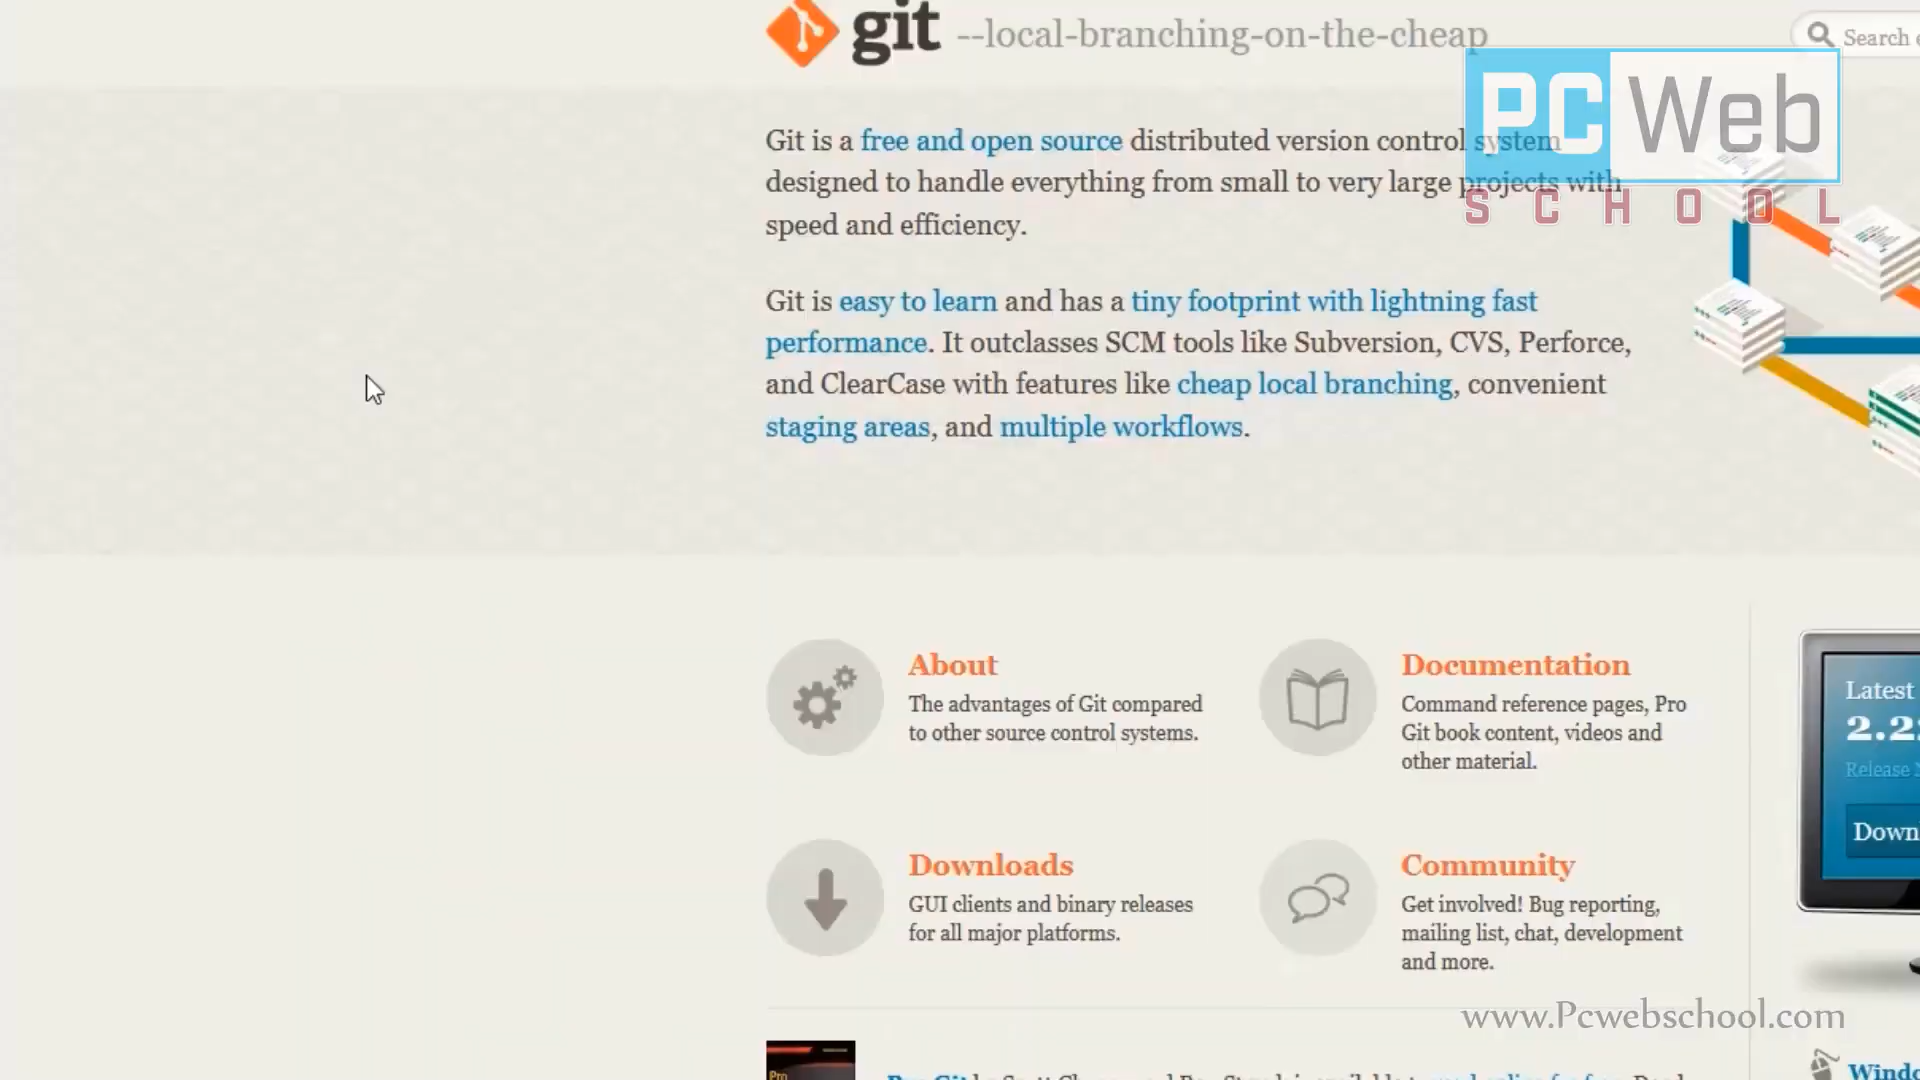 git --local-branching-on-the-cheap
Search
PC Web
SCHOOL
Git is a free and open source distributed version control system
designed to handle everything from small to very large projects with
speed and efficiency.
Git is easy to learn and has a tiny footprint with lightning fast
performance. It outclasses SCM tools like Subversion, CVS, Perforce,
and ClearCase with features like cheap local branching, convenient
staging areas, and multiple workflows.
About
The advantages of Git compared
to other source control systems.
Documentation
Command reference pages, Pro
Git book content, videos and
other material.
Downloads
GUI clients and binary releases
for all major platforms.
Community
Get involved! Bug reporting,
mailing list, chat, development
and more.
Latest
2.2
Release
Down
www.Pcwebschool.com
Pro
Windo